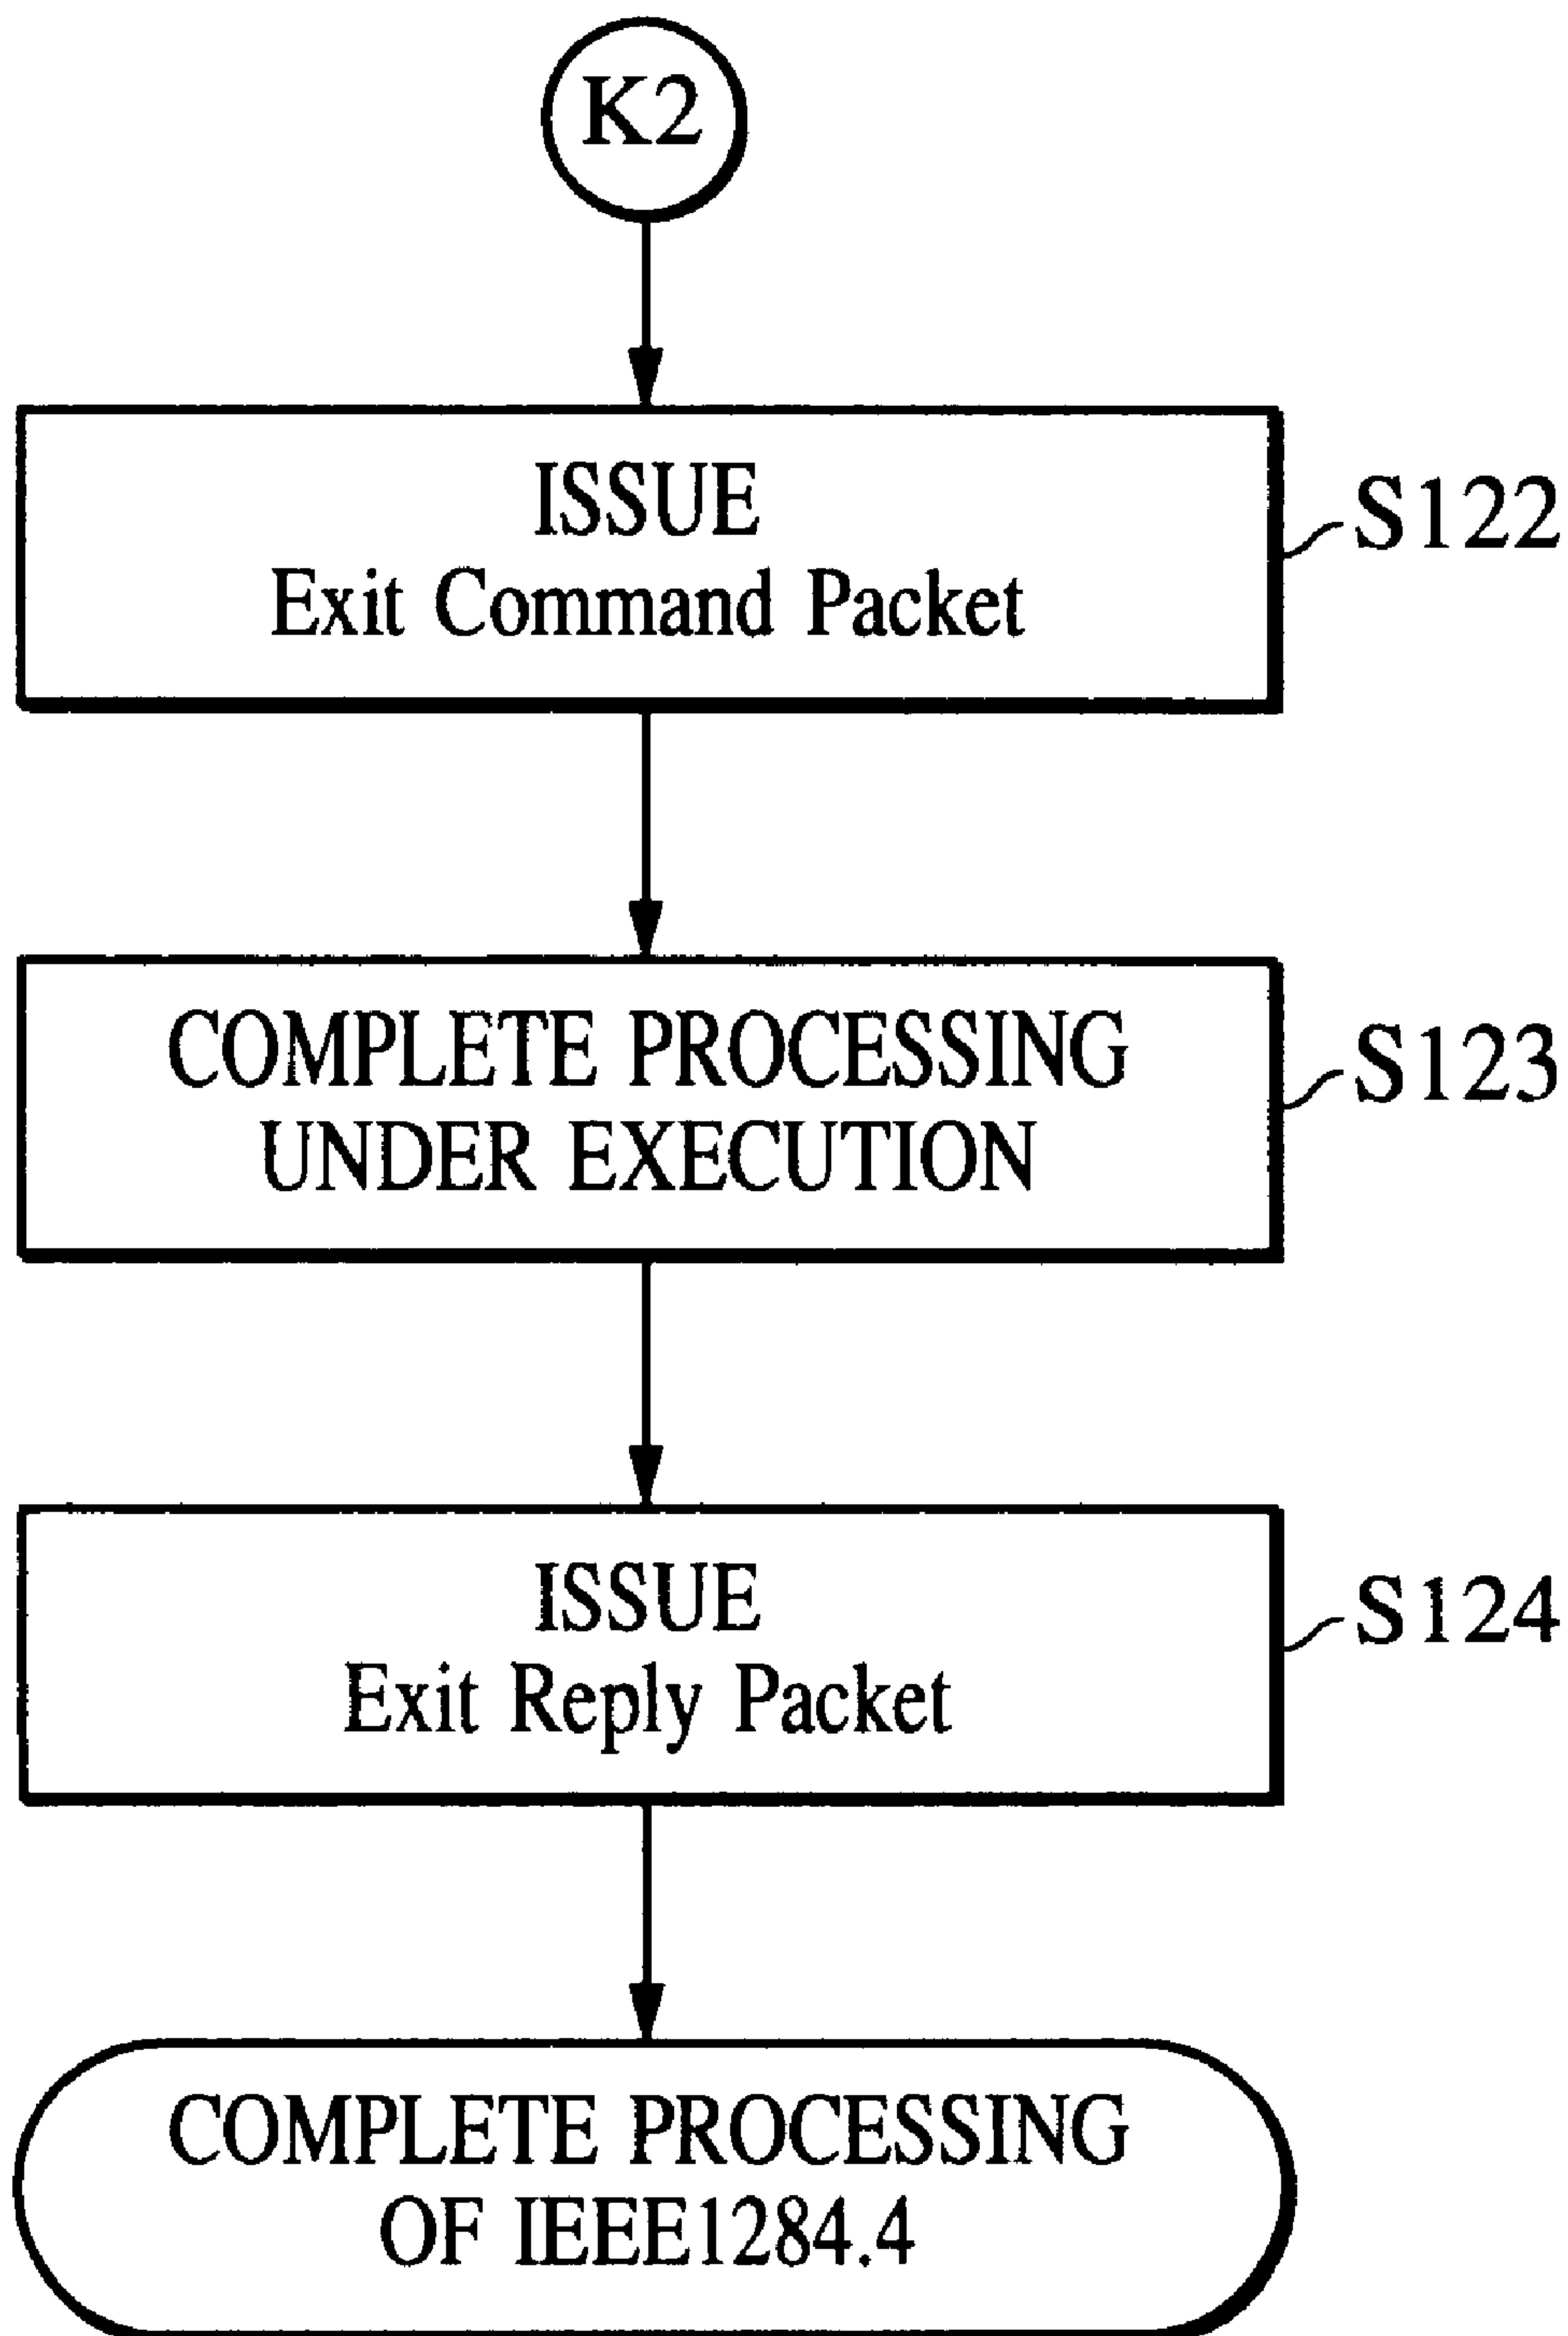 K2
ISSUE
Exit Command Packet
S122
COMPLETE PROCESSING
UNDER EXECUTION
S123
ISSUE
Exit Reply Packet
S124
COMPLETE PROCESSING
OF IEEE1284.4